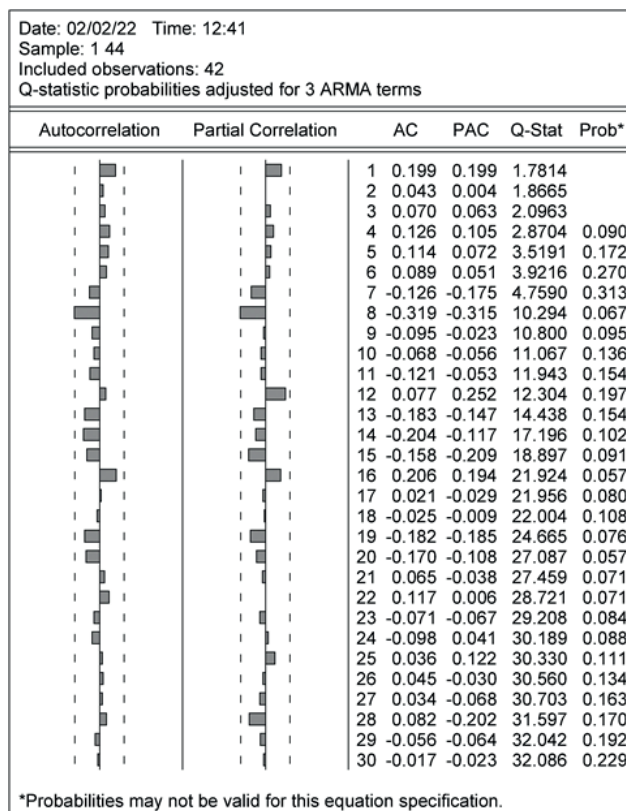 Date: 02/02/22 Time: 12:41
Sample: 1 44
Included observations: 42
Q-statistic probabilities adjusted for 3 ARMA terms
Autocorrelation Partial Correlation AC PAC Q-Stat Prob*
1 0.199 0.199 1.7814
2 0.043 0.004 1.8665
3 0.070 0.063 2.0963
4 0.126 0.105 2.8704 0.090
5 0.114 0.072 3.5191 0.172
6 0.089 0.051 3.9216 0.270
7 -0.126 -0.175 4.7590 0.313
8 -0.319 -0.315 10.294 0.067
9 -0.095 -0.023 10.800 0.095
10 -0.068 -0.056 11.067 0.136
11 -0.121 -0.053 11.943 0.154
12 0.077 0.252 12.304 0.197
13 -0.183 -0.147 14.438 0.154
14 -0.204 -0.117 17.196 0.102
15 -0.158 -0.209 18.897 0.091
16 0.206 0.194 21.924 0.057
17 0.021 -0.029 21.956 0.080
18 -0.025 -0.009 22.004 0.108
19 -0.182 -0.185 24.665 0.076
20 -0.170 -0.108 27.087 0.057
21 0.065 -0.038 27.459 0.071
22 0.117 0.006 28.721 0.071
23 -0.071 -0.067 29.208 0.084
24 -0.098 0.041 30.189 0.088
25 0.036 0.122 30.330 0.111
26 0.045 -0.030 30.560 0.134
27 0.034 -0.068 30.703 0.163
28 0.082 -0.202 31.597 0.170
29 -0.056 -0.064 32.042 0.192
30 -0.017 -0.023 32.086 0.229
*Probabilities may not be valid for this equation specification.